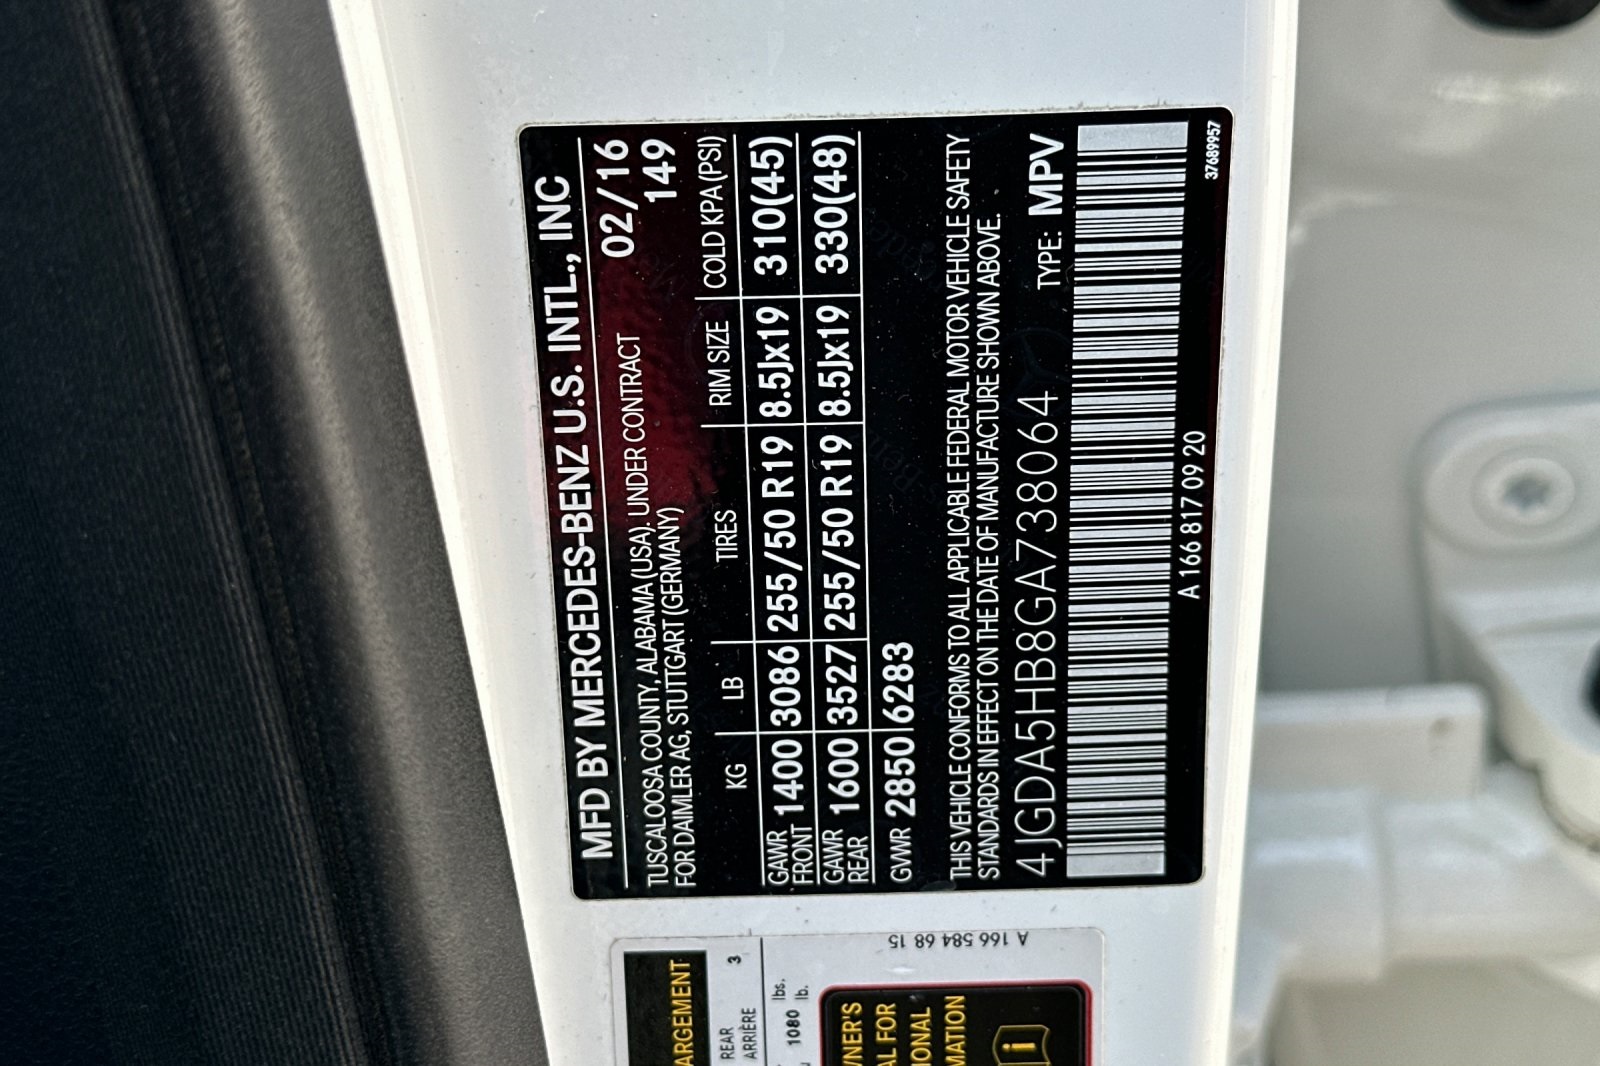 MFD BY MERCEDES-BENZ U.S. INTL., INC
TUSCALOOSA COUNTY, ALABAMA (USA). UNDER CONTRACT 02/16
FOR DAIMLER AG, STUTTGART (GERMANY) 149
KG LB TIRES RIM SIZE COLD KPA (PSI)
GAWR FRONT 1400 3086 255/50 R19 8.5Jx19 310(45)
GAWR REAR 1600 3527 255/50 R19 8.5Jx19 330(48)
GWR 2850 6283
THIS VEHICLE CONFORMS TO ALL APPLICABLE FEDERAL MOTOR VEHICLE SAFETY
STANDARDS IN EFFECT ON THE DATE OF MANUFACTURE SHOWN ABOVE.
4JGDA5HB8GA738064 TYPE: MPV
A 166 817 09 20
37689957
A 166 584 68 15
ARGEMENT
REAR 3
ARRIÈRE
lbs.
1080 lb.
WNER'S
AL FOR
IONAL
MATION
i